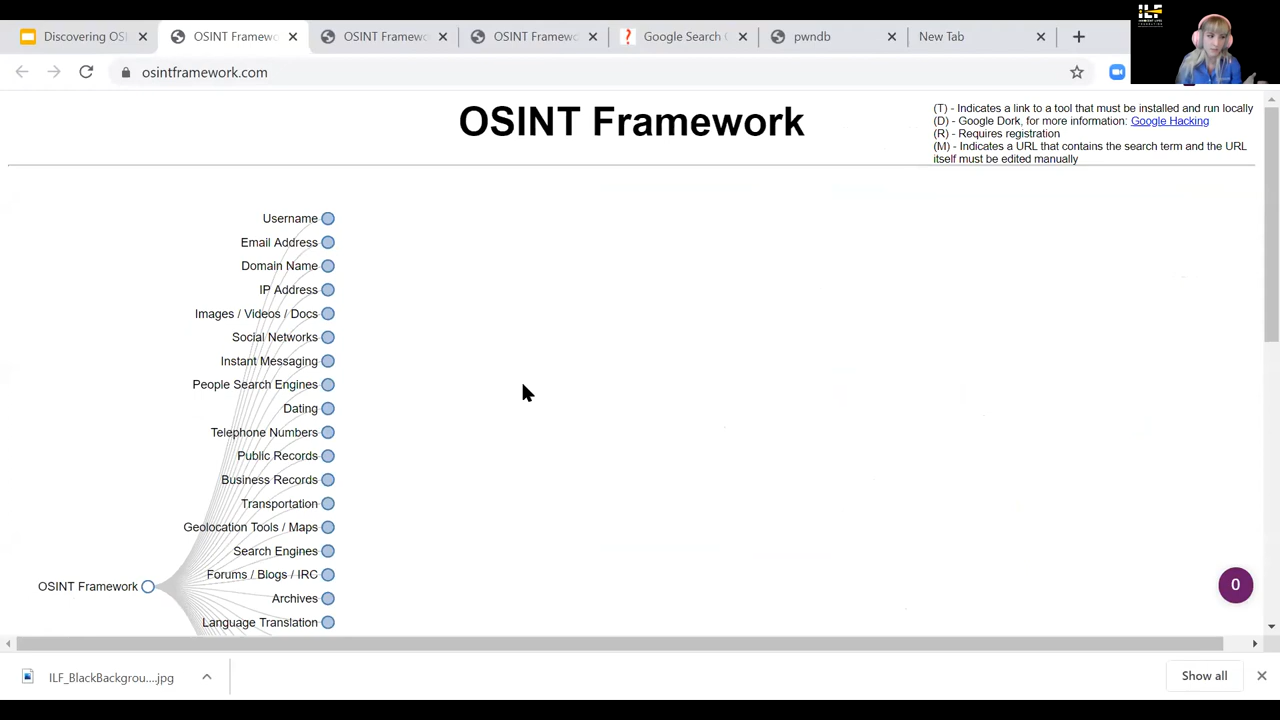 Discovering OSI
OSINT Framewo
OSINT Framewo
OSINT Framewo
Google Search O
pwndb
New Tab
ILF
osintframework.com
OSINT Framework
(T) - Indicates a link to a tool that must be installed and run locally
(D) - Google Dork, for more information: Google Hacking
(R) - Requires registration
(M) - Indicates a URL that contains the search term and the URL
itself must be edited manually
Username
Email Address
Domain Name
IP Address
Images / Videos / Docs
Social Networks
Instant Messaging
People Search Engines
Dating
Telephone Numbers
Public Records
Business Records
Transportation
Geolocation Tools / Maps
Search Engines
Forums / Blogs / IRC
OSINT Framework
Archives
Language Translation
0
ILF_BlackBackgrou....jpg
Show all